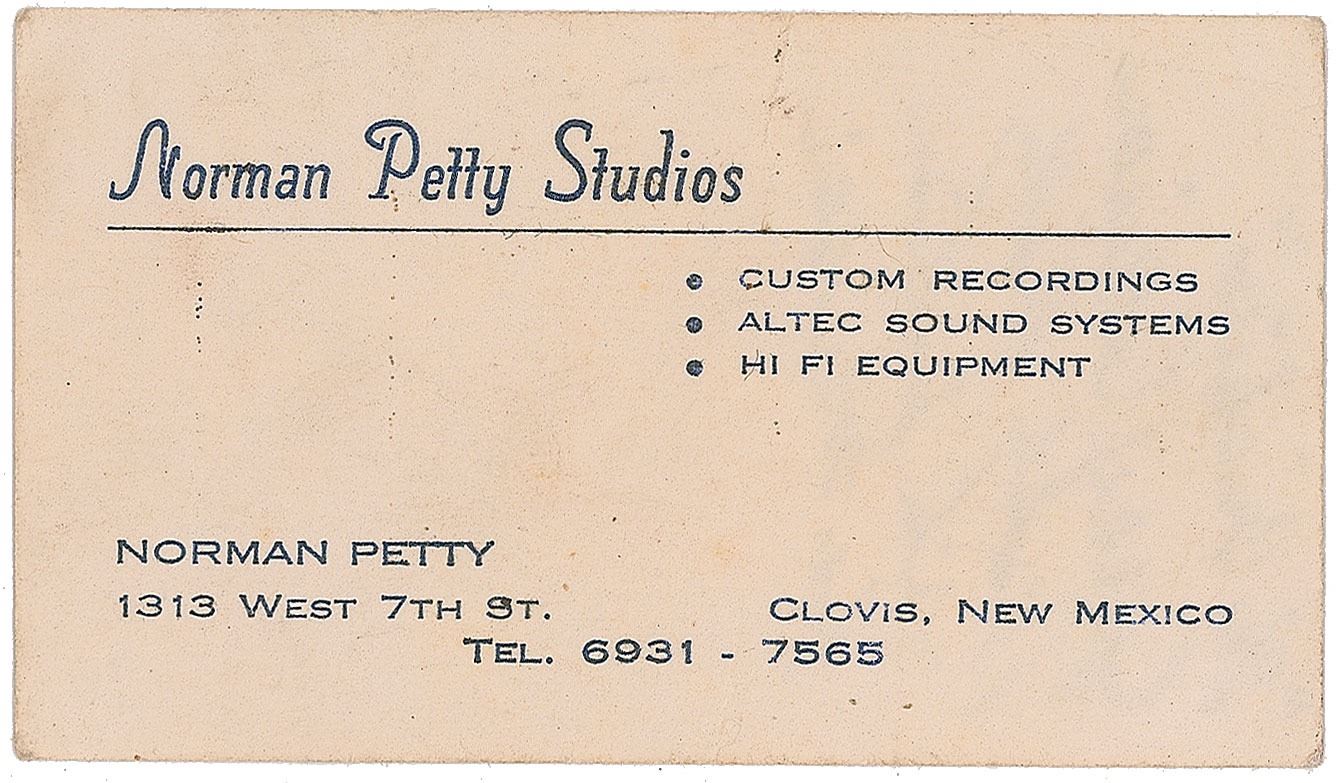 Norman Petty Studios
• CUSTOM RECORDINGS
• ALTEC SOUND SYSTEMS
• HI FI EQUIPMENT
NORMAN PETTY
1313 WEST 7TH ST. CLOVIS, NEW MEXICO
TEL. 6931 - 7565